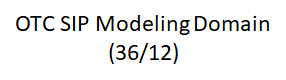 OTC SIP Modeling Domain
(36/12)